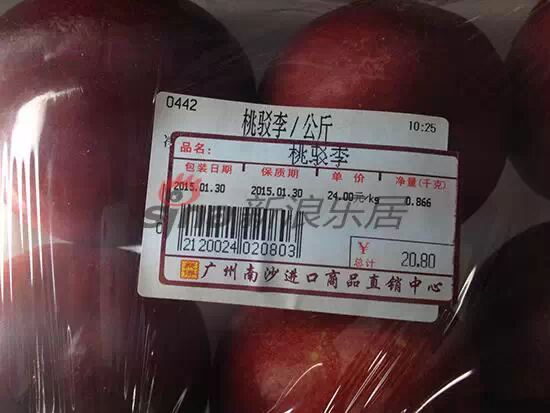 0442
桃驳李/公斤
10:25
品名: 桃驳李
包装日期 保质期 单价 净量(千克)
2015.01.30 2015.01.30 24.00元/kg 0.866
sina 新浪乐居
2120024020803
¥
总计 20.80
广州南沙进口商品直销中心